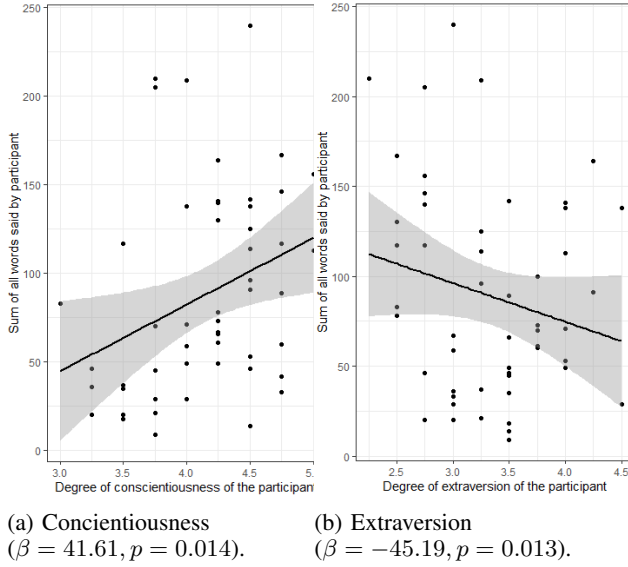 250
200
150
100
50
0
Sum of all words said by participant
3.0 3.5 4.0 4.5 5.
Degree of conscientiousness of the participant
250
200
150
100
50
0
Sum of all words said by participant
2.5 3.0 3.5 4.0 4.5
Degree of extraversion of the participant
(a) Concientiousness
(β = 41.61, p = 0.014).
(b) Extraversion
(β = −45.19, p = 0.013).